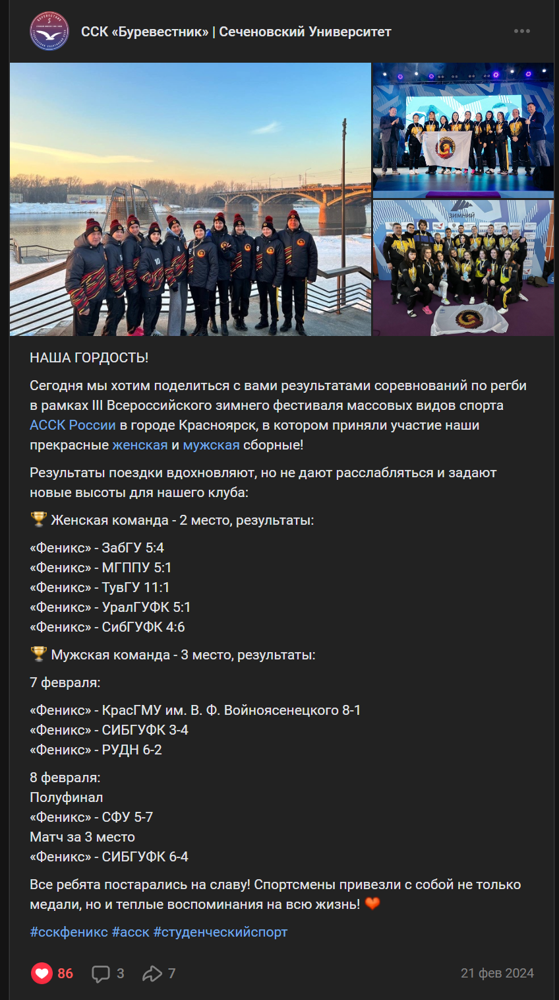 ССК «Буревестник» | Сеченовский Университет
БУРЕВЕСТНИК
ЗИМНИЙ
10
4
8
НАША ГОРДОСТЬ!
Сегодня мы хотим поделиться с вами результатами соревнований по регби
в рамках III Всероссийского зимнего фестиваля массовых видов спорта
АССК России в городе Красноярск, в котором приняли участие наши
прекрасные женская и мужская сборные!
Результаты поездки вдохновляют, но не дают расслабляться и задают
новые высоты для нашего клуба:
🏆 Женская команда - 2 место, результаты:
«Феникс» - ЗабГУ 5:4
«Феникс» - МГППУ 5:1
«Феникс» - ТувГУ 11:1
«Феникс» - УралГУФК 5:1
«Феникс» - СибГУФК 4:6
🏆 Мужская команда - 3 место, результаты:
7 февраля:
«Феникс» - КрасГМУ им. В. Ф. Войноясенецкого 8-1
«Феникс» - СИБГУФК 3-4
«Феникс» - РУДН 6-2
8 февраля:
Полуфинал
«Феникс» - СФУ 5-7
Матч за 3 место
«Феникс» - СИБГУФК 6-4
Все ребята постарались на славу! Спортсмены привезли с собой не только
медали, но и теплые воспоминания на всю жизнь! ❤
#сскфеникс #асск #студенческийспорт
86 3 7 21 фев 2024